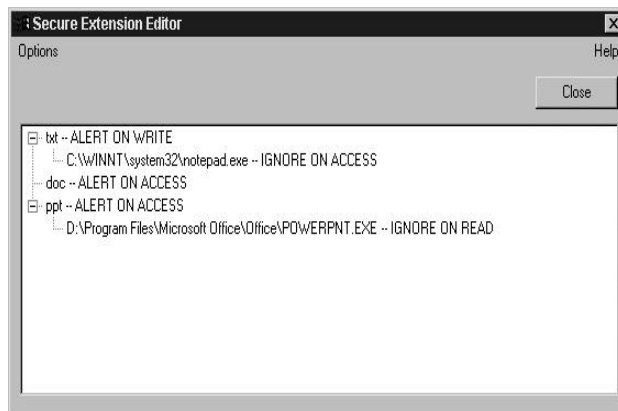 Secure Extension Editor
Options Help
Close
txt -- ALERT ON WRITE
C:\WINNT\system32\notepad.exe -- IGNORE ON ACCESS
doc -- ALERT ON ACCESS
ppt -- ALERT ON ACCESS
D:\Program Files\Microsoft Office\Office\POWERPNT.EXE -- IGNORE ON READ